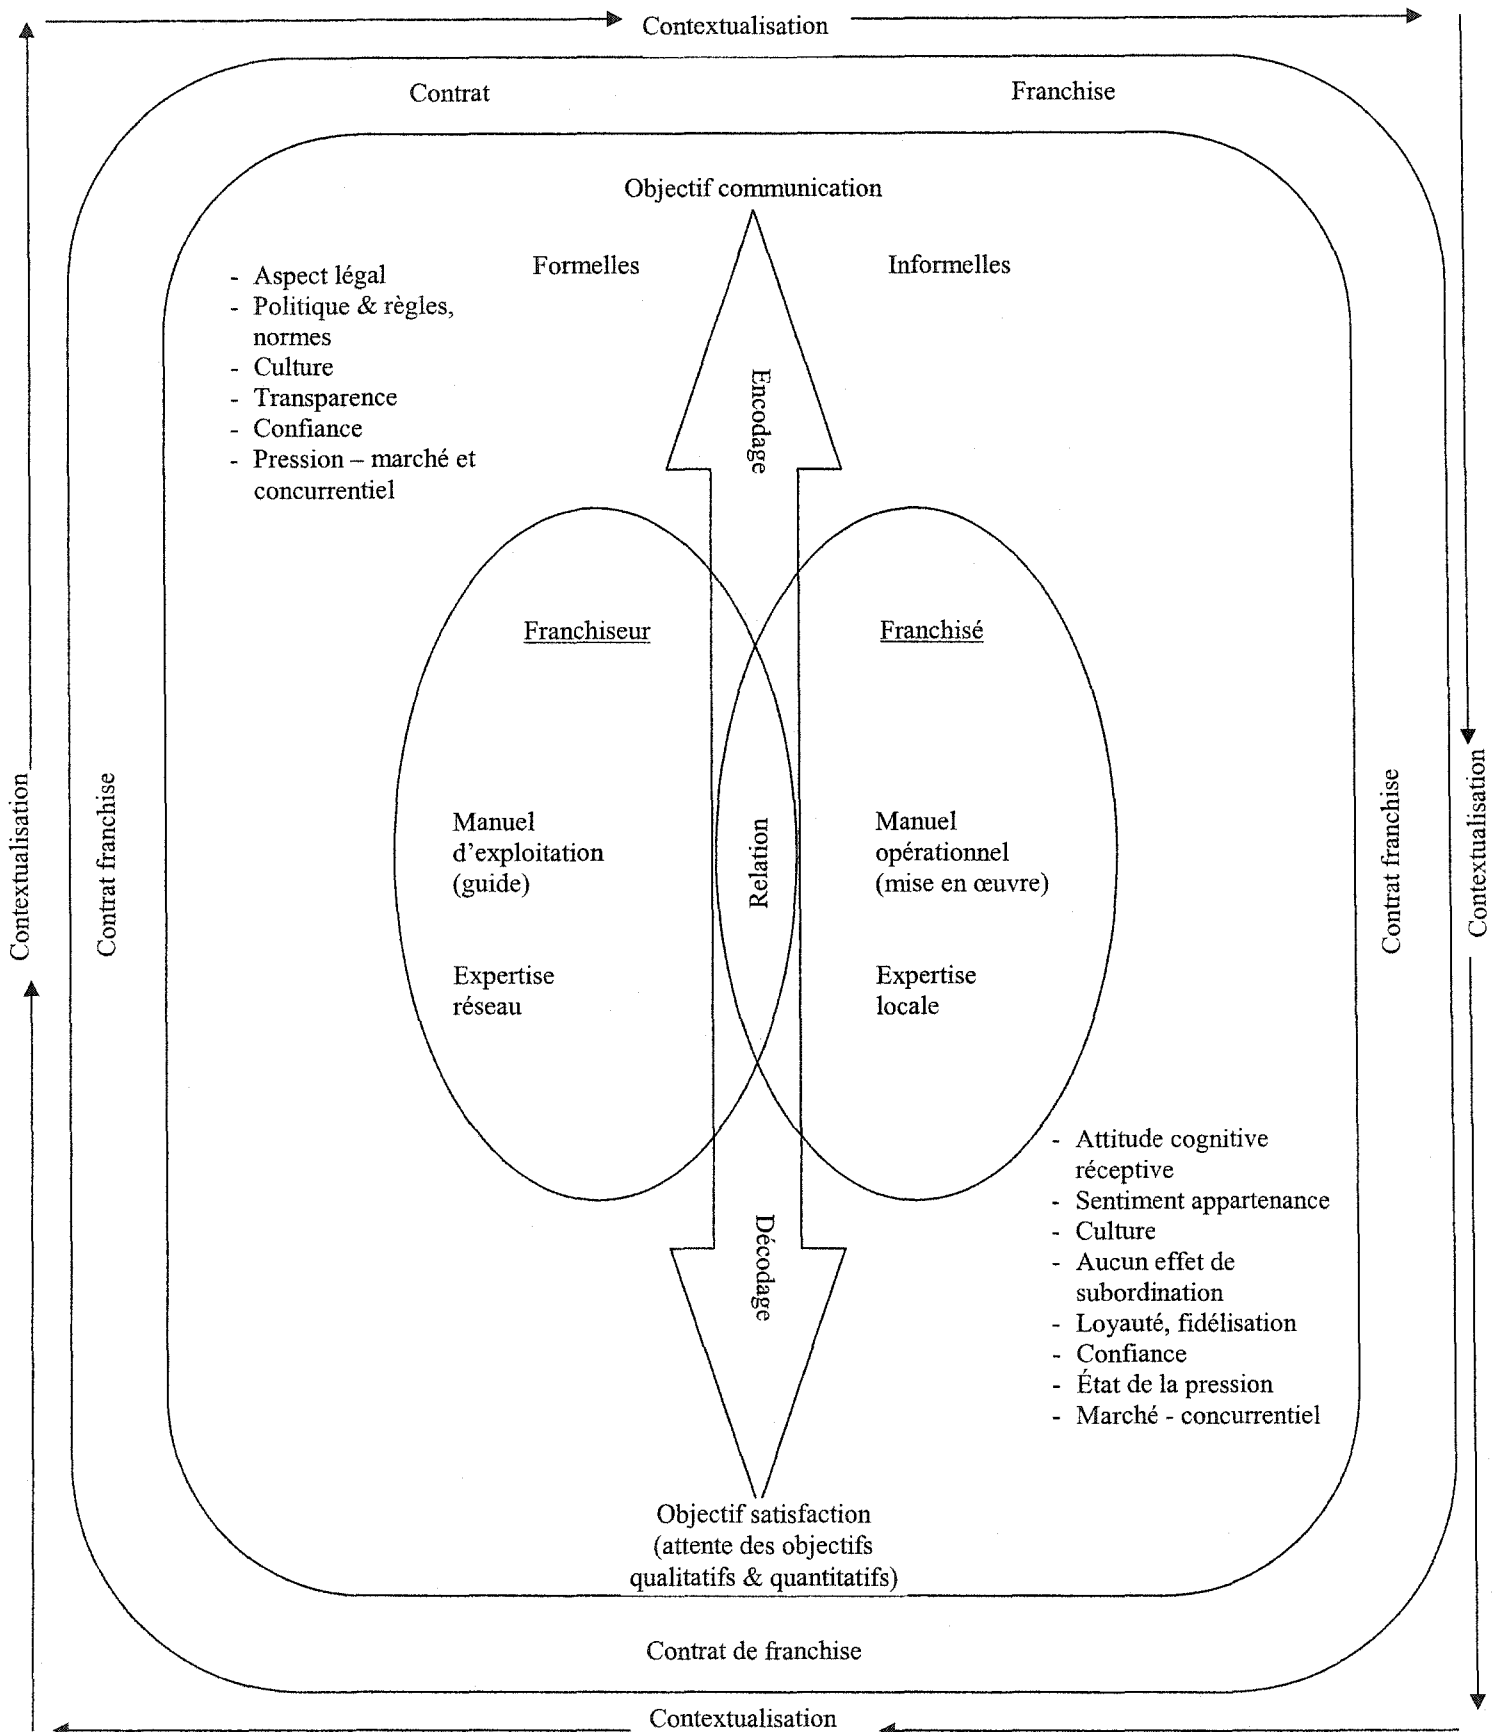 Contextualisation
Contrat
Franchise
Objectif communication
Formelles
Informelles
- Aspect légal
- Politique & règles,
normes
- Culture
- Transparence
- Confiance
- Pression – marché et
concurrentiel
Encodage
Franchiseur
Franchisé
Contextualisation
Contrat franchise
Manuel
d'exploitation
(guide)
Relation
Manuel
opérationnel
(mise en œuvre)
Contrat franchise
Contextualisation
Expertise
réseau
Expertise
locale
- Attitude cognitive
réceptive
- Sentiment appartenance
- Culture
- Aucun effet de
subordination
- Loyauté, fidélisation
- Confiance
- État de la pression
- Marché - concurrentiel
Décodage
Objectif satisfaction
(attente des objectifs
qualitatifs & quantitatifs)
Contrat de franchise
Contextualisation